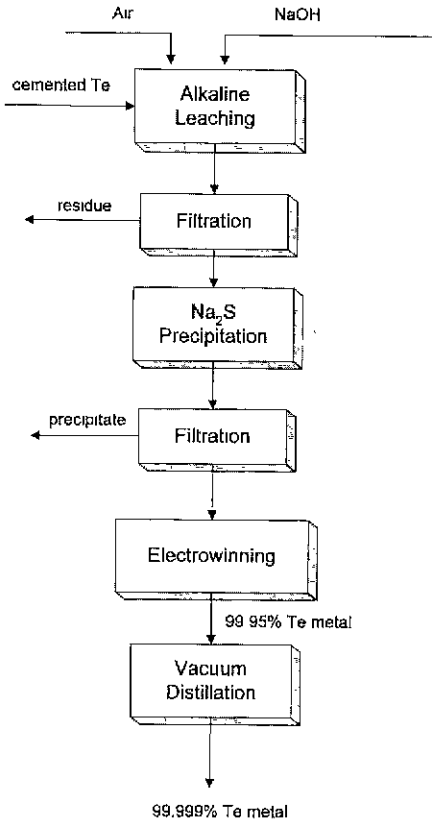 Air
NaOH
cemented Te
Alkaline
Leaching
residue
Filtration
Na₂S
Precipitation
precipitate
Filtration
Electrowinning
99 95% Te metal
Vacuum
Distillation
99.999% Te metal